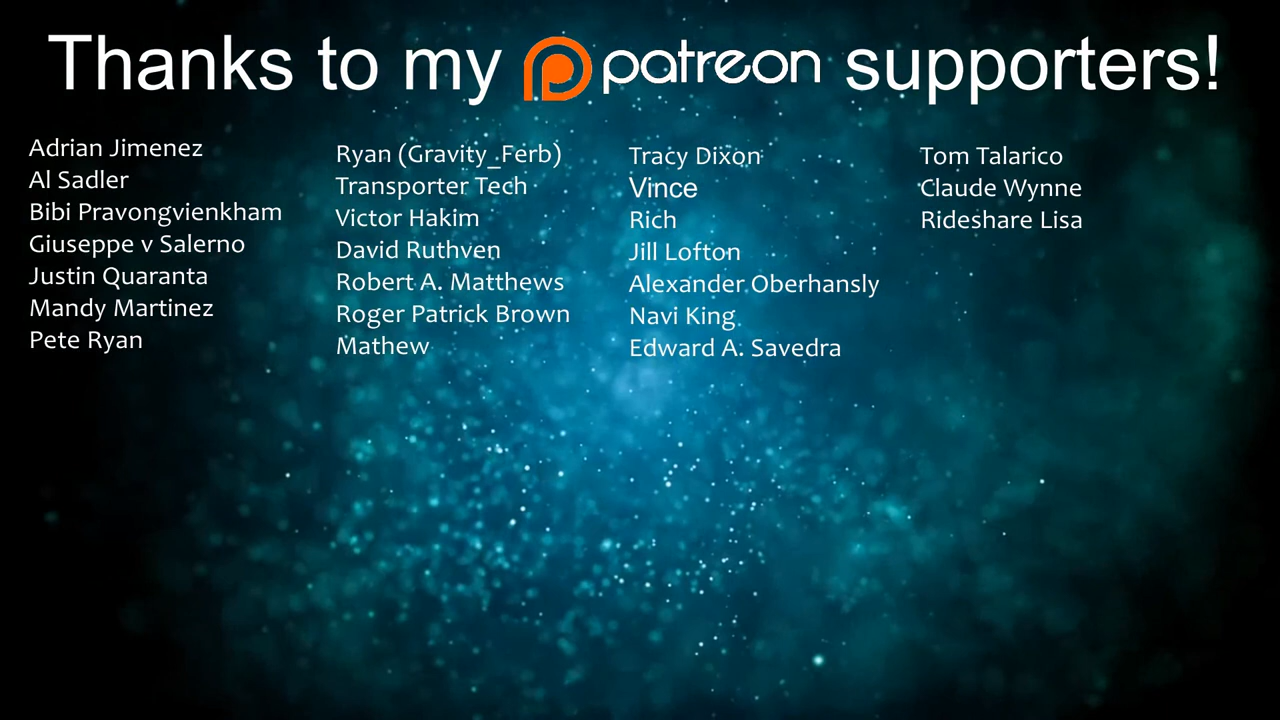 Thanks to my patreon supporters!
Adrian Jimenez
Al Sadler
Bibi Pravongvienkham
Giuseppe v Salerno
Justin Quaranta
Mandy Martinez
Pete Ryan
Ryan (Gravity_Ferb)
Transporter Tech
Victor Hakim
David Ruthven
Robert A. Matthews
Roger Patrick Brown
Mathew
Tracy Dixon
Vince
Rich
Jill Lofton
Alexander Oberhansly
Navi King
Edward A. Savedra
Tom Talarico
Claude Wynne
Rideshare Lisa